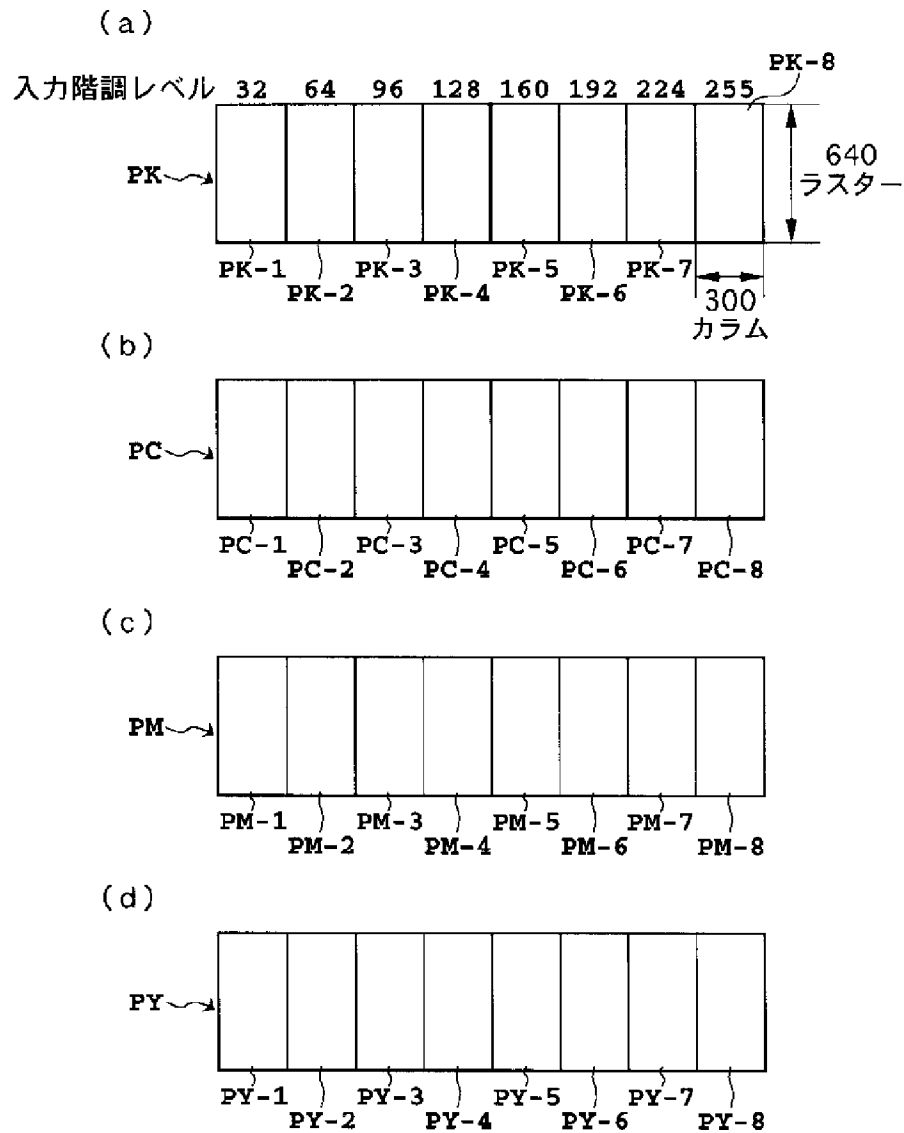 (a)
PK-8
入力階調レベル 32 64 96 128 160 192 224 255
PK
640
ラスター
PK-1 PK-3 PK-5 PK-7
PK-2 PK-4 PK-6
300
カラム
(b)
PC
PC-1 PC-3 PC-5 PC-7
PC-2 PC-4 PC-6 PC-8
(c)
PM
PM-1 PM-3 PM-5 PM-7
PM-2 PM-4 PM-6 PM-8
(d)
PY
PY-1 PY-3 PY-5 PY-7
PY-2 PY-4 PY-6 PY-8